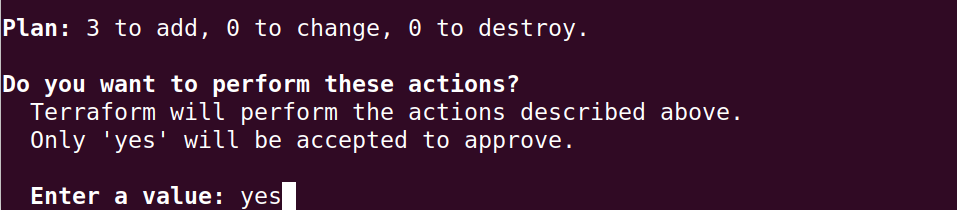 Plan: 3 to add, 0 to change, 0 to destroy.
Do you want to perform these actions?
Terraform will perform the actions described above.
Only 'yes' will be accepted to approve.
Enter a value: yes